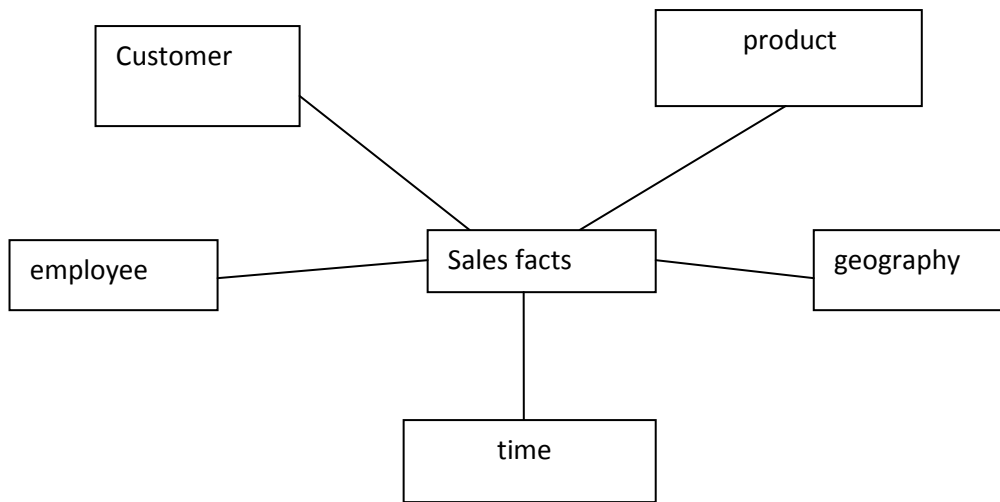 Customer
product
employee
Sales facts
geography
time